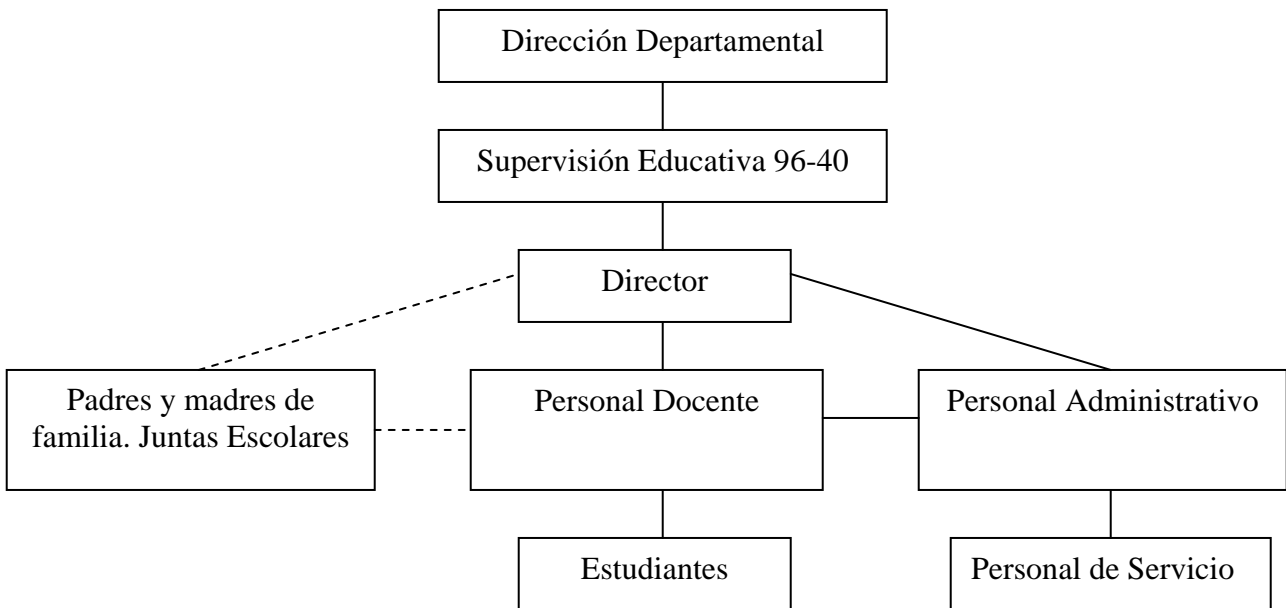 Dirección Departamental
Supervisión Educativa 96-40
Director
Padres y madres de
familia. Juntas Escolares
Personal Docente
Personal Administrativo
Estudiantes
Personal de Servicio